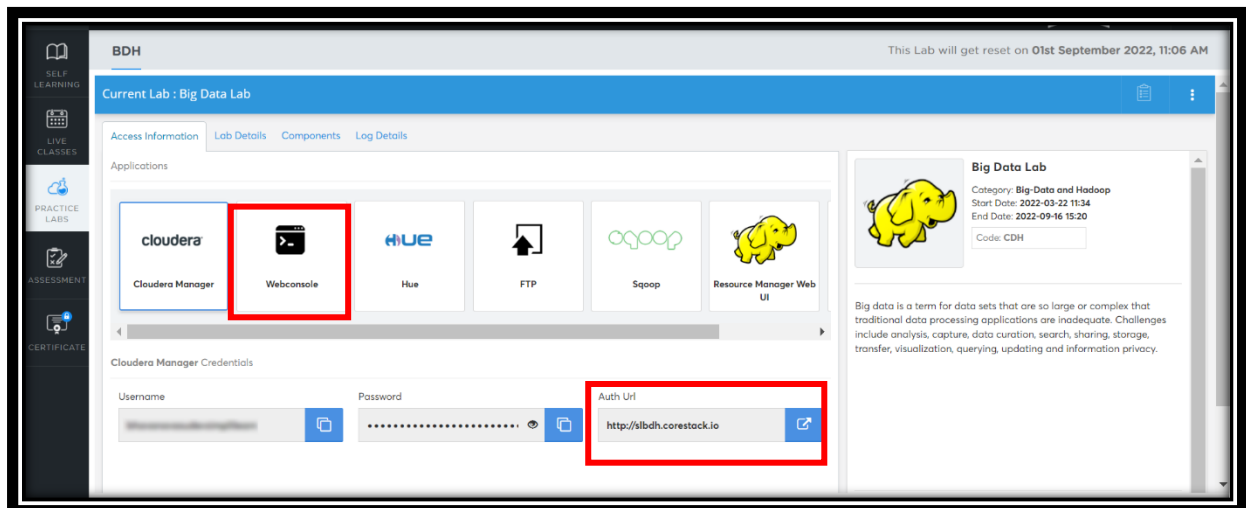 SELF
LEARNING
LIVE
CLASSES
PRACTICE
LABS
ASSESSMENT
CERTIFICATE
BDH
This Lab will get reset on 01st September 2022, 11:06 AM
Current Lab : Big Data Lab
Access Information
Lab Details
Components
Log Details
Applications
cloudera
Cloudera Manager
Webconsole
HUE
Hue
FTP
sqoop
Sqoop
Resource Manager Web
UI
Cloudera Manager Credentials
Username
Password
Auth Url
http://slbdh.corestack.io
Big Data Lab
Category: Big-Data and Hadoop
Start Date: 2022-03-22 11:34
End Date: 2022-09-16 15:20
Code: CDH
Big data is a term for data sets that are so large or complex that
traditional data processing applications are inadequate. Challenges
include analysis, capture, data curation, search, sharing, storage,
transfer, visualization, querying, updating and information privacy.